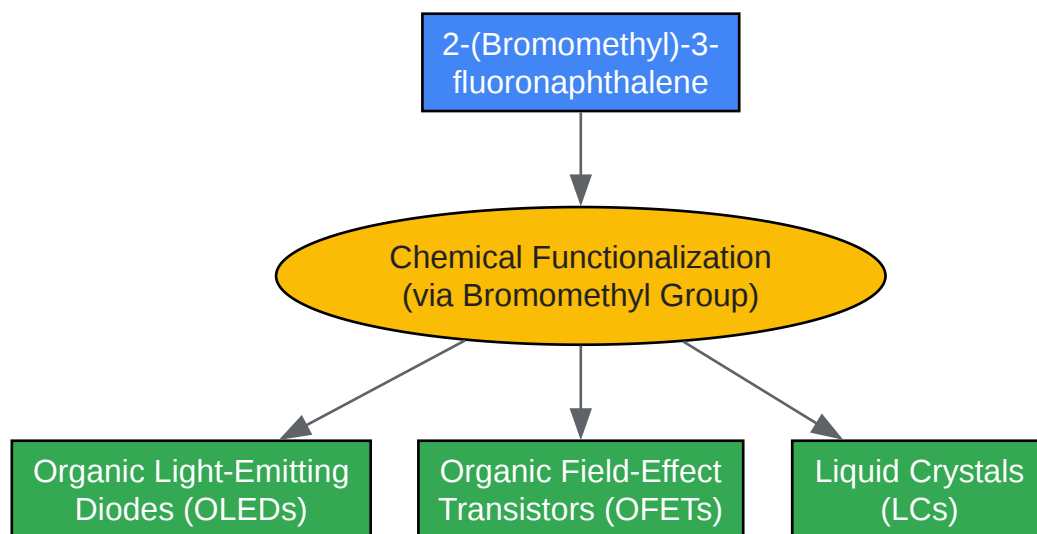 2-(Bromomethyl)-3-
fluoronaphthalene
Chemical Functionalization
(via Bromomethyl Group)
Organic Light-Emitting
Diodes (OLEDs)
Organic Field-Effect
Transistors (OFETs)
Liquid Crystals
(LCs)